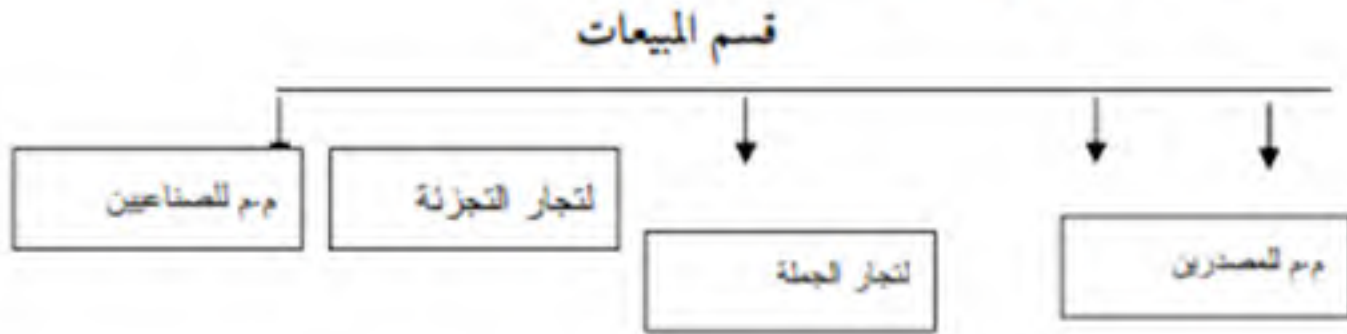 قسم المبيعات
م.م للمصدرين
لتجار الجملة
لتجار التجزئة
م.م للصناعيين